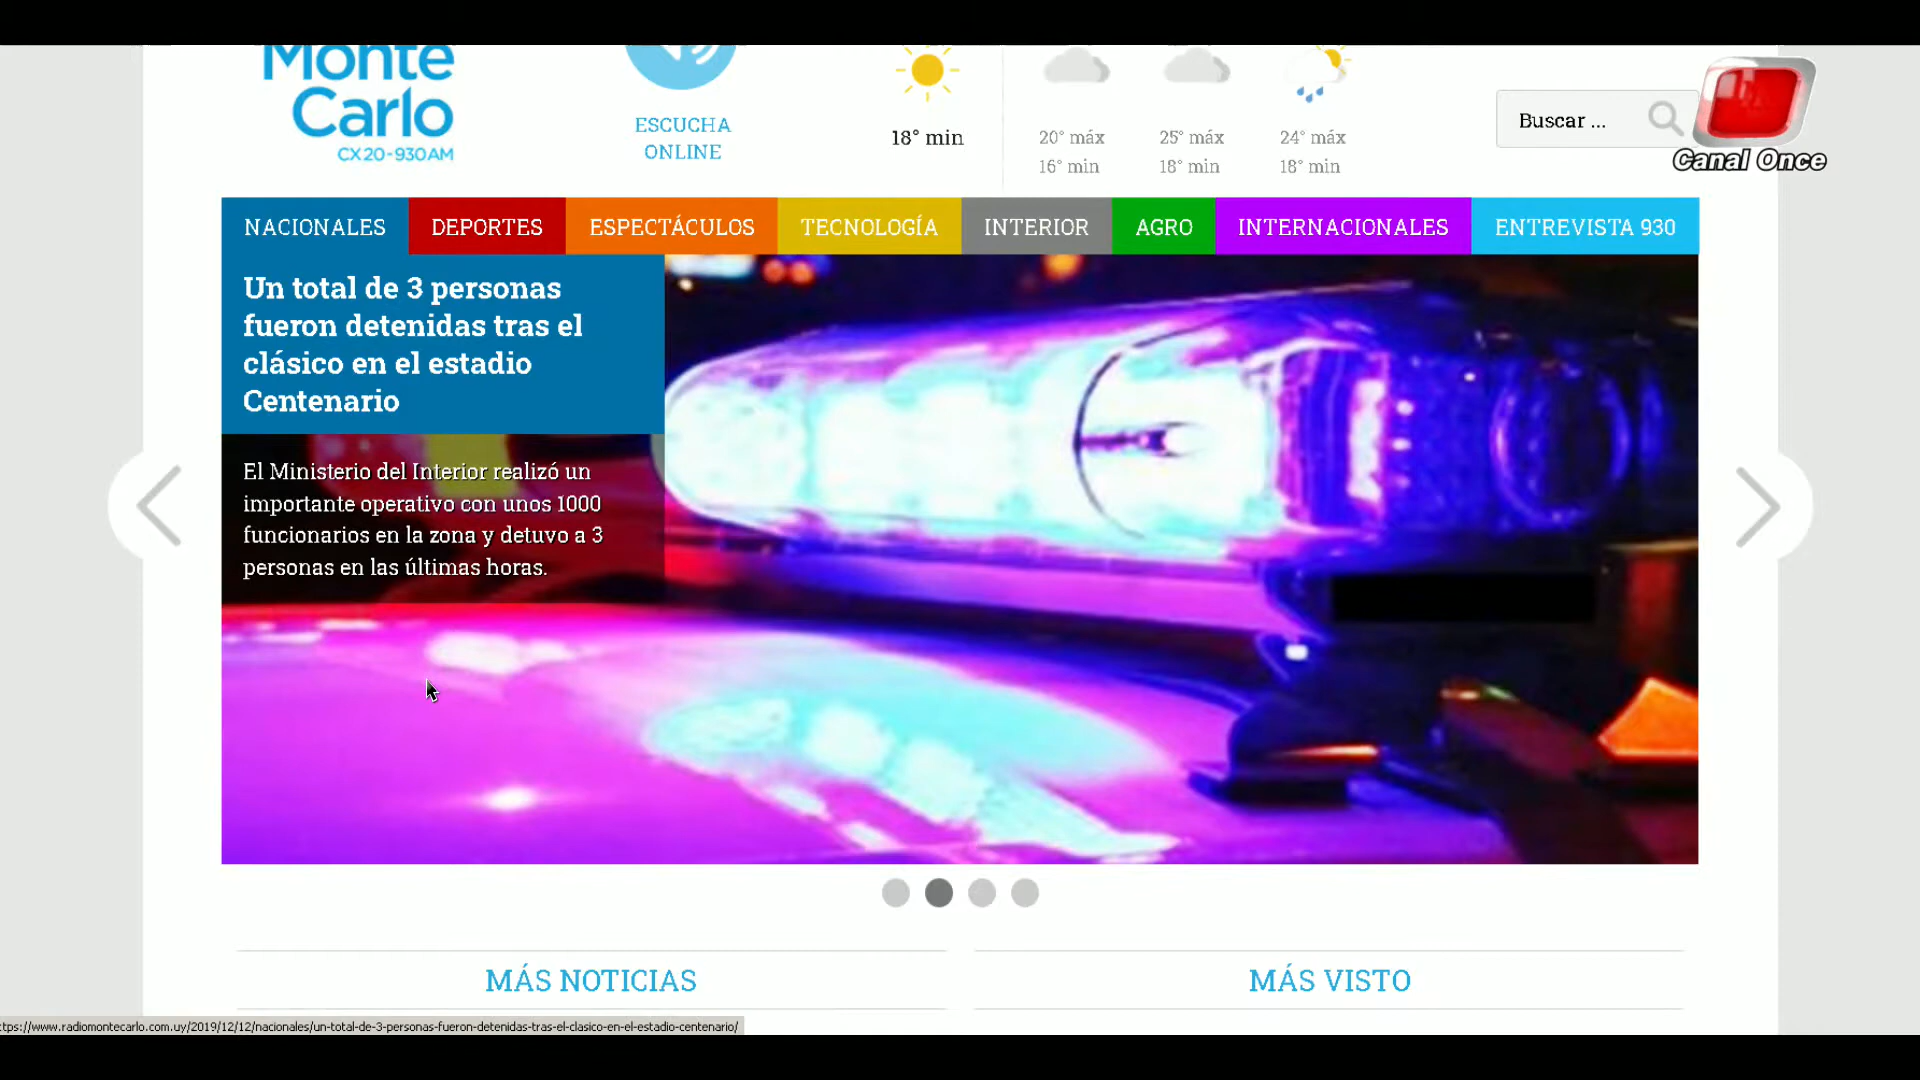 Monte
Carlo
CX20-930AM
ESCUCHA
ONLINE
18° min
20° máx
16° min
25° máx
18° min
24° máx
18° min
Buscar ...
Canal Once
NACIONALES
DEPORTES
ESPECTÁCULOS
TECNOLOGÍA
INTERIOR
AGRO
INTERNACIONALES
ENTREVISTA 930
Un total de 3 personas
fueron detenidas tras el
clásico en el estadio
Centenario
El Ministerio del Interior realizó un
importante operativo con unos 1000
funcionarios en la zona y detuvo a 3
personas en las últimas horas.
MÁS NOTICIAS
MÁS VISTO
tps://www.radiomontecarlo.com.uy/2019/12/12/nacionales/un-total-de-3-personas-fueron-detenidas-tras-el-clasico-en-el-estadio-centenario/